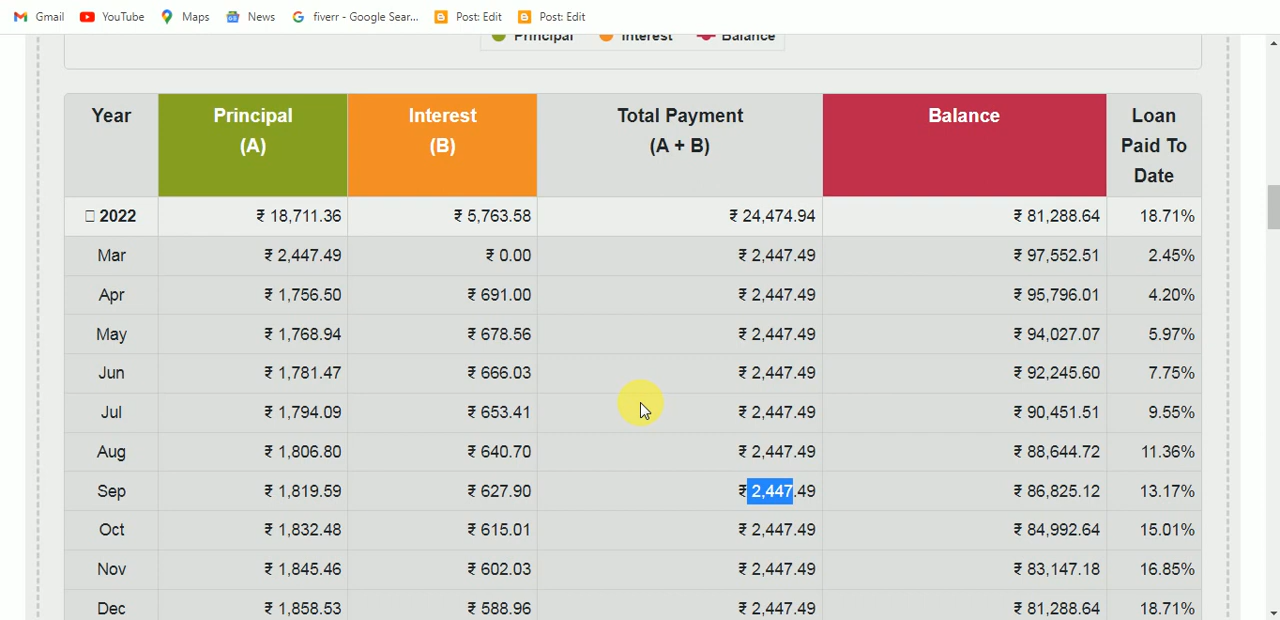 Gmail YouTube Maps News fiverr - Google Sear... Post: Edit Post: Edit
Principal Interest Balance
Year Principal (A) Interest (B) Total Payment (A + B) Balance Loan Paid To Date
2022 ₹ 18,711.36 ₹ 5,763.58 ₹ 24,474.94 ₹ 81,288.64 18.71%
Mar ₹ 2,447.49 ₹ 0.00 ₹ 2,447.49 ₹ 97,552.51 2.45%
Apr ₹ 1,756.50 ₹ 691.00 ₹ 2,447.49 ₹ 95,796.01 4.20%
May ₹ 1,768.94 ₹ 678.56 ₹ 2,447.49 ₹ 94,027.07 5.97%
Jun ₹ 1,781.47 ₹ 666.03 ₹ 2,447.49 ₹ 92,245.60 7.75%
Jul ₹ 1,794.09 ₹ 653.41 ₹ 2,447.49 ₹ 90,451.51 9.55%
Aug ₹ 1,806.80 ₹ 640.70 ₹ 2,447.49 ₹ 88,644.72 11.36%
Sep ₹ 1,819.59 ₹ 627.90 ₹ 2,447.49 ₹ 86,825.12 13.17%
Oct ₹ 1,832.48 ₹ 615.01 ₹ 2,447.49 ₹ 84,992.64 15.01%
Nov ₹ 1,845.46 ₹ 602.03 ₹ 2,447.49 ₹ 83,147.18 16.85%
Dec ₹ 1,858.53 ₹ 588.96 ₹ 2,447.49 ₹ 81,288.64 18.71%